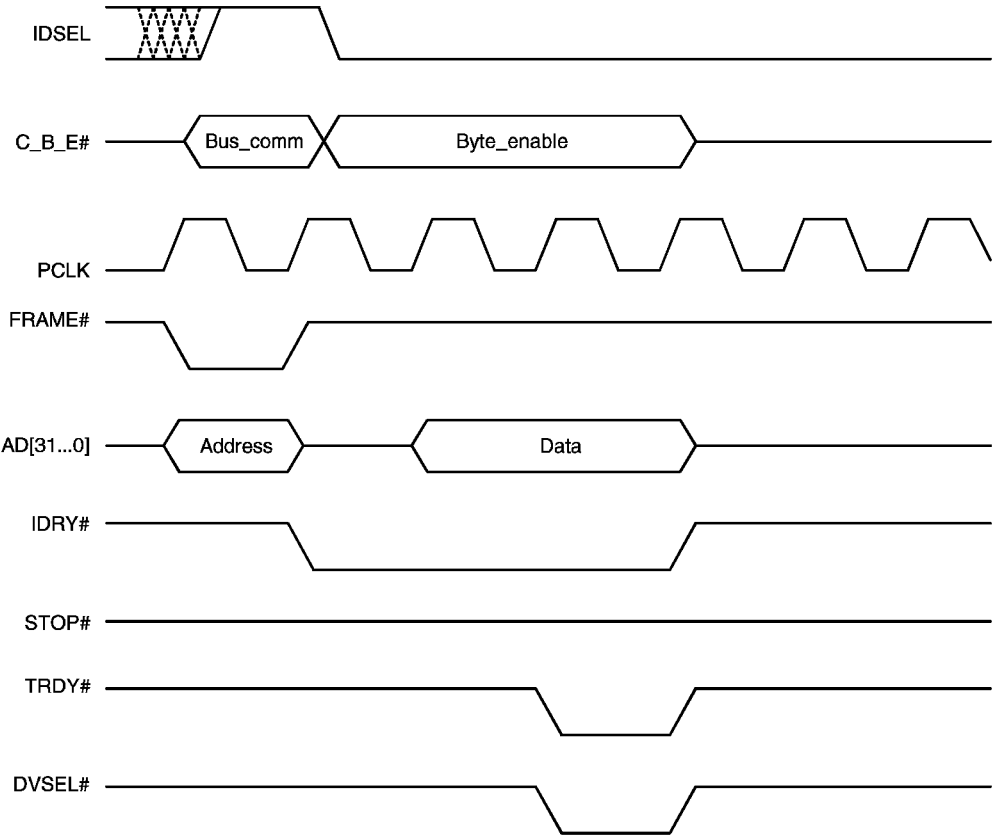 IDSEL
C_B_E#
Bus_comm
Byte_enable
PCLK
FRAME#
AD[31...0]
Address
Data
IDRY#
STOP#
TRDY#
DVSEL#